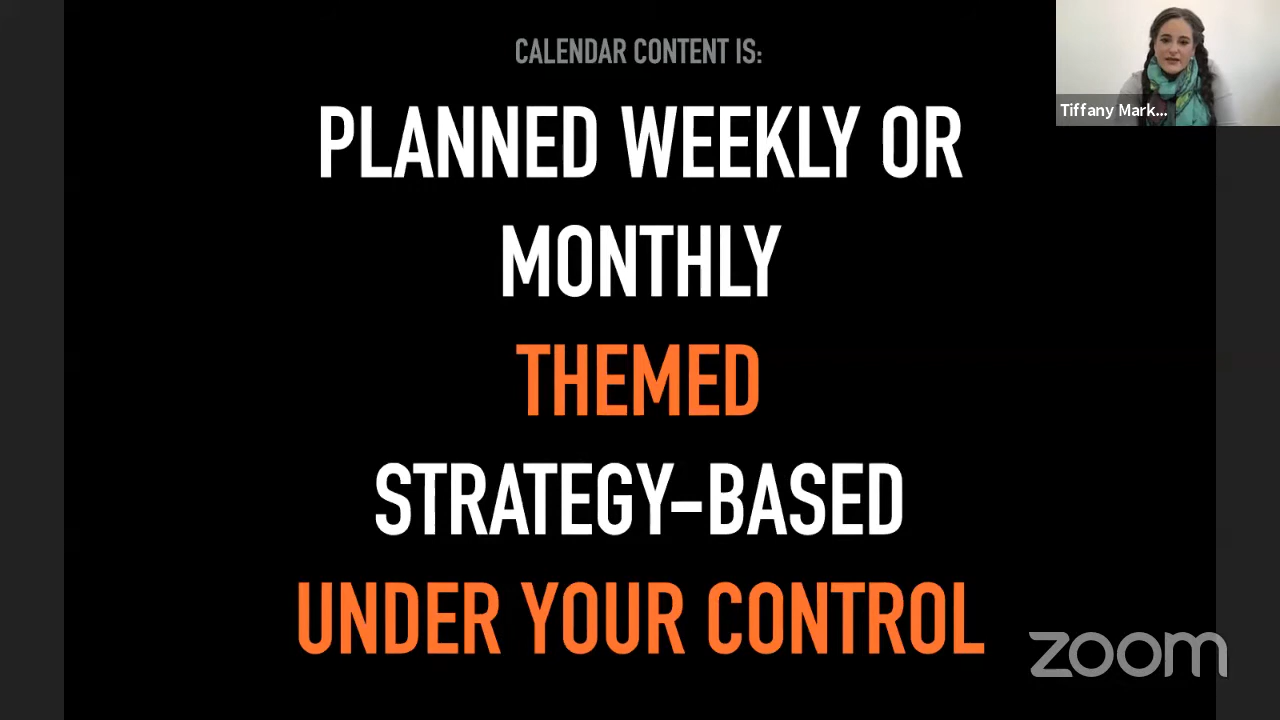 CALENDAR CONTENT IS:
PLANNED WEEKLY OR
MONTHLY
THEMED
STRATEGY-BASED
UNDER YOUR CONTROL
Tiffany Mark...
zoom